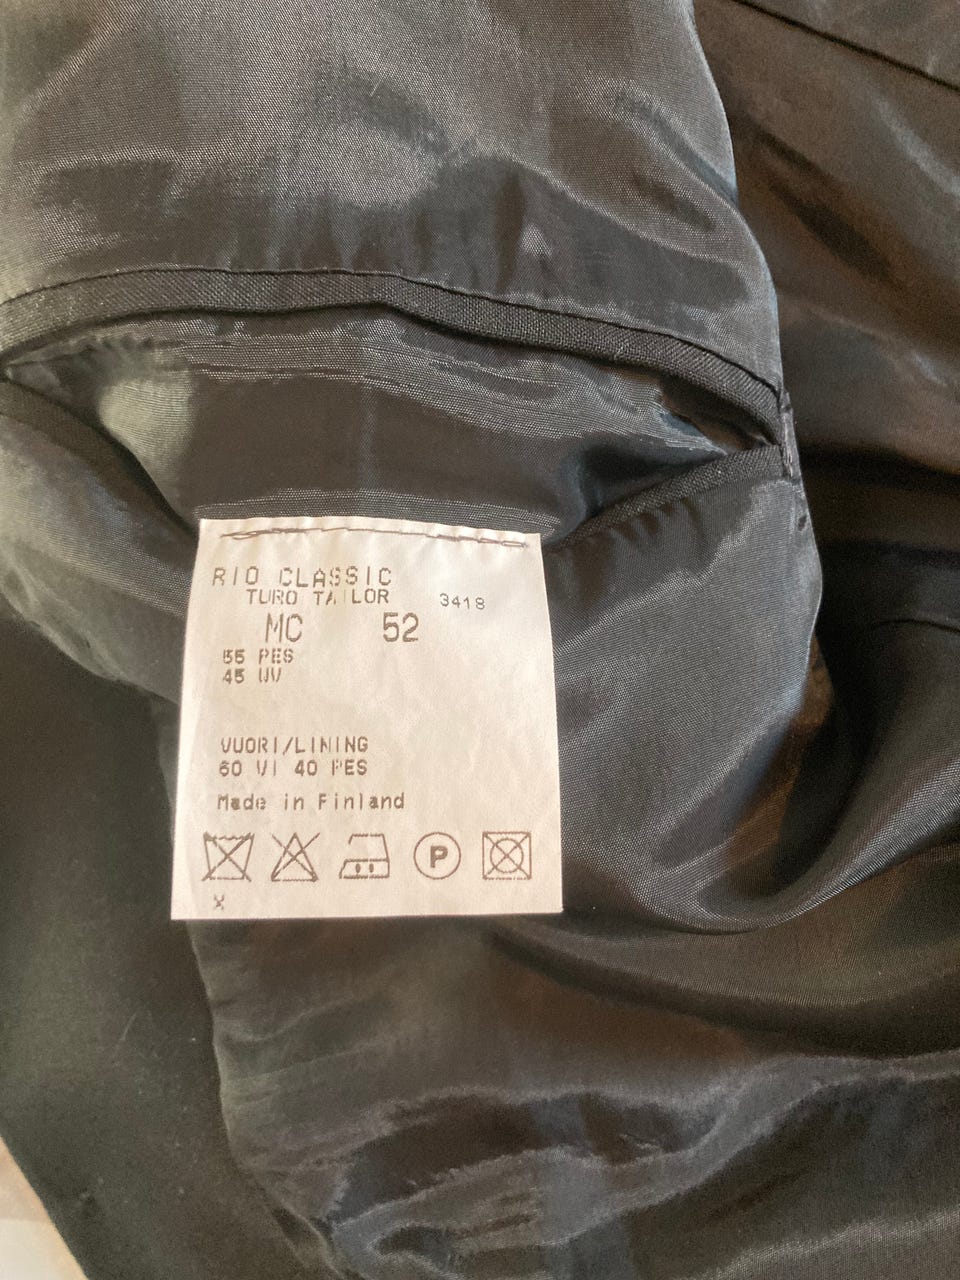 RIO CLASSIC
TURO TAILOR 3418
MC 52
55 PES
45 WV
VUORI/LINING
60 VI 40 PES
Made in Finland
P
X